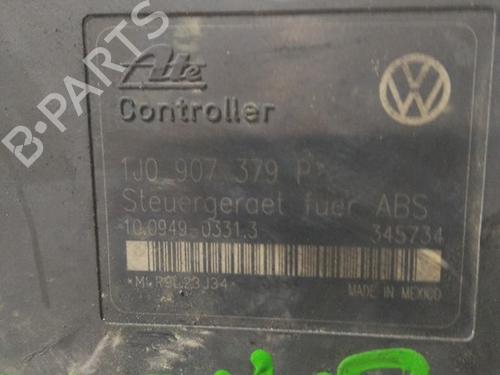 B-PARTS
Ate
Controller
1J0 907 379 P
Steuergeraet fuer ABS
10.0949-0331.3 345734
MADE IN MEXICO